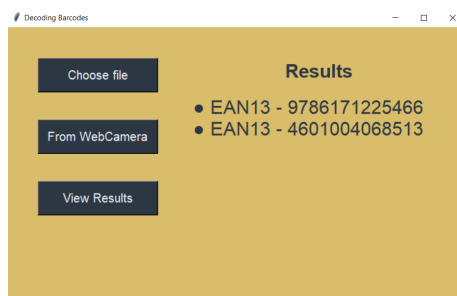 Decoding Barcodes
Choose file
From WebCamera
View Results
Results
● EAN13 - 9786171225466
● EAN13 - 4601004068513